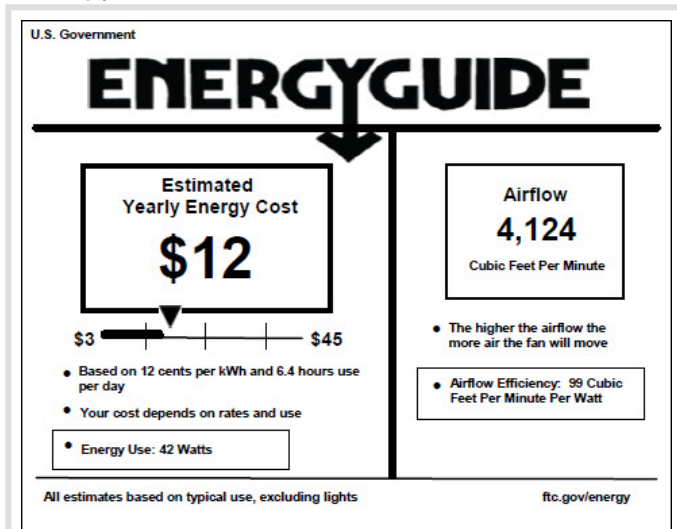 U.S. Government
ENERGYGUIDE
Estimated
Yearly Energy Cost
$12
$3
$45
• Based on 12 cents per kWh and 6.4 hours use
per day
• Your cost depends on rates and use
• Energy Use: 42 Watts
Airflow
4,124
Cubic Feet Per Minute
• The higher the airflow the
more air the fan will move
• Airflow Efficiency: 99 Cubic
Feet Per Minute Per Watt
All estimates based on typical use, excluding lights
ftc.gov/energy